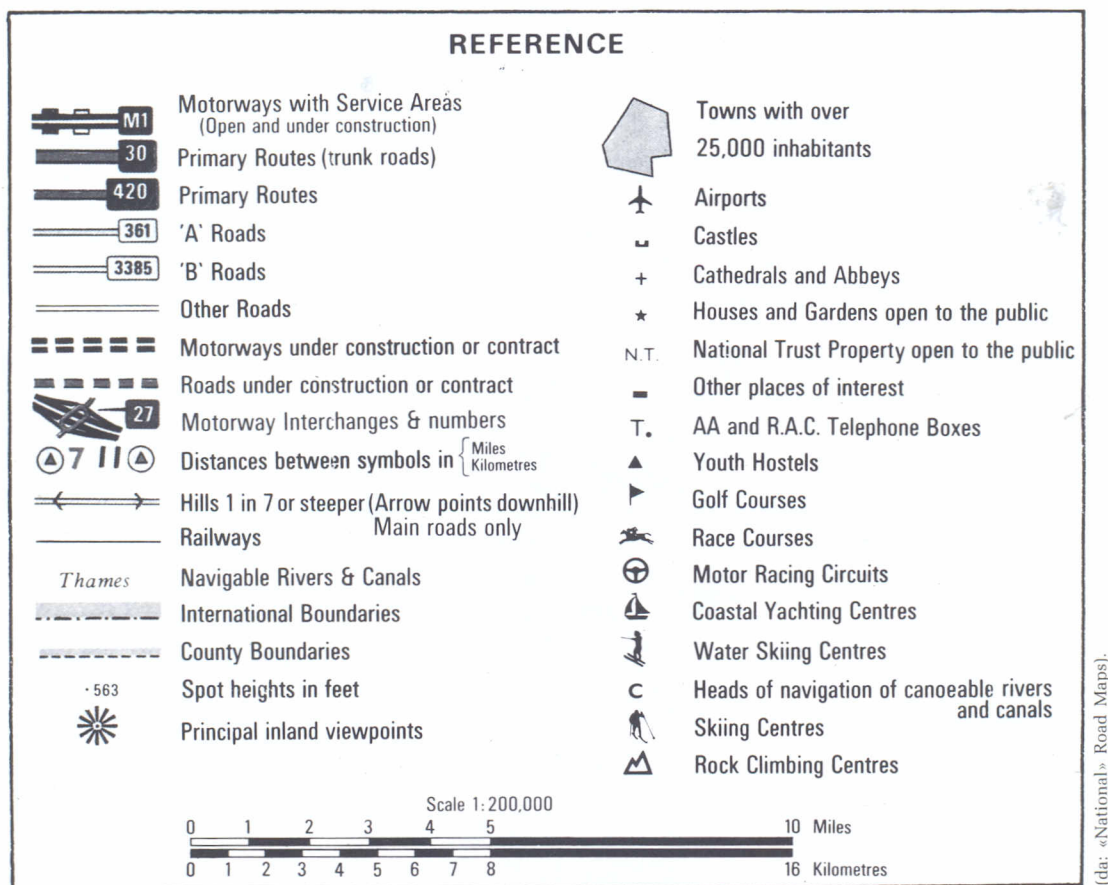 REFERENCE
M1 Motorways with Service Areas
(Open and under construction)
30 Primary Routes (trunk roads)
420 Primary Routes
361 'A' Roads
3385 'B' Roads
Other Roads
Motorways under construction or contract
Roads under construction or contract
27 Motorway Interchanges & numbers
7 11 Distances between symbols in { Miles
Kilometres
Hills 1 in 7 or steeper (Arrow points downhill)
Main roads only
Railways
Thames Navigable Rivers & Canals
International Boundaries
County Boundaries
·563 Spot heights in feet
Principal inland viewpoints
Towns with over
25,000 inhabitants
Airports
Castles
Cathedrals and Abbeys
Houses and Gardens open to the public
N.T. National Trust Property open to the public
Other places of interest
T. AA and R.A.C. Telephone Boxes
Youth Hostels
Golf Courses
Race Courses
Motor Racing Circuits
Coastal Yachting Centres
Water Skiing Centres
C Heads of navigation of canoeable rivers
and canals
Skiing Centres
Rock Climbing Centres
Scale 1:200,000
0 1 2 3 4 5 10 Miles
0 1 2 3 4 5 6 7 8 16 Kilometres
(da: «National» Road Maps).